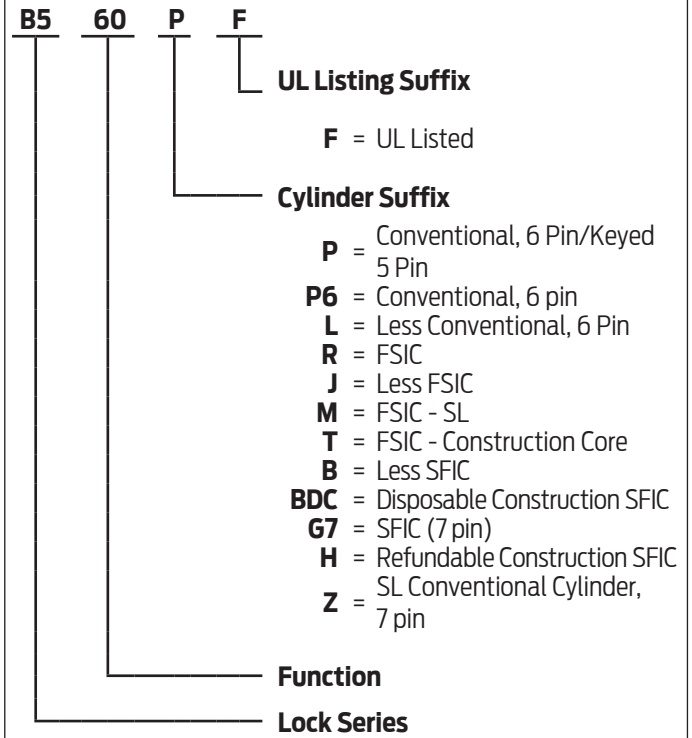 B5 60 P F
UL Listing Suffix
F = UL Listed
Cylinder Suffix
P = Conventional, 6 Pin/Keyed
5 Pin
P6 = Conventional, 6 pin
L = Less Conventional, 6 Pin
R = FSIC
J = Less FSIC
M = FSIC - SL
T = FSIC - Construction Core
B = Less SFIC
BDC = Disposable Construction SFIC
G7 = SFIC (7 pin)
H = Refundable Construction SFIC
Z = SL Conventional Cylinder,
7 pin
Function
Lock Series